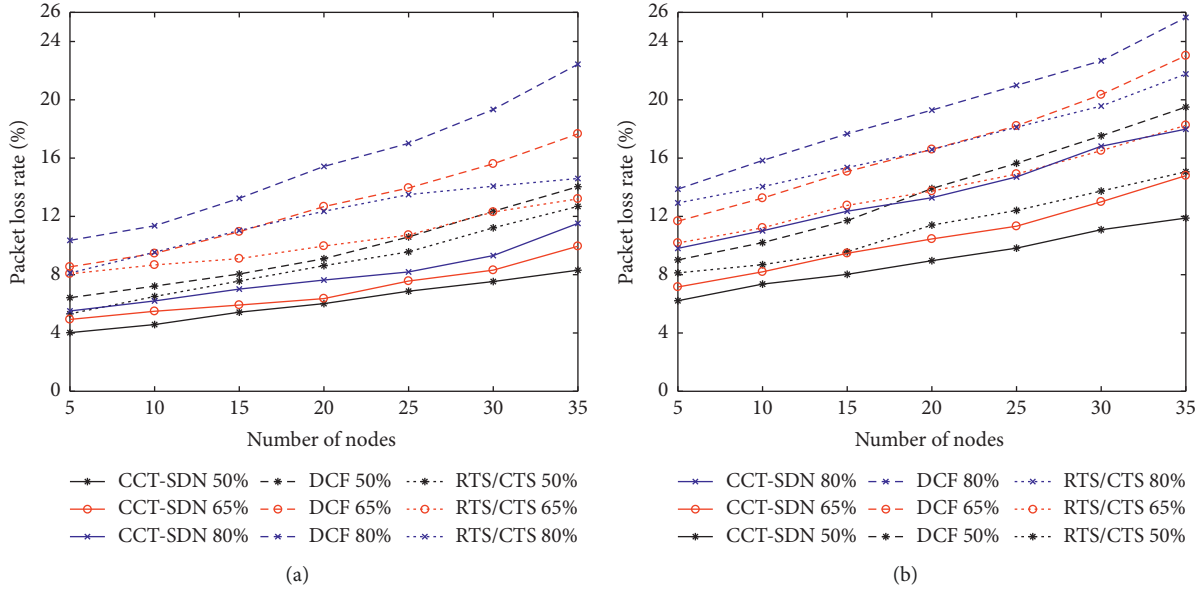 26
24
20
16
12
8
4
0
Packet loss rate (%)
5 10 15 20 25 30 35
Number of nodes
CCT-SDN 50% DCF 50% RTS/CTS 50%
CCT-SDN 65% DCF 65% RTS/CTS 65%
CCT-SDN 80% DCF 80% RTS/CTS 80%
(a)
26
24
20
16
12
8
4
0
Packet loss rate (%)
5 10 15 20 25 30 35
Number of nodes
CCT-SDN 80% DCF 80% RTS/CTS 80%
CCT-SDN 65% DCF 65% RTS/CTS 65%
CCT-SDN 50% DCF 50% RTS/CTS 50%
(b)